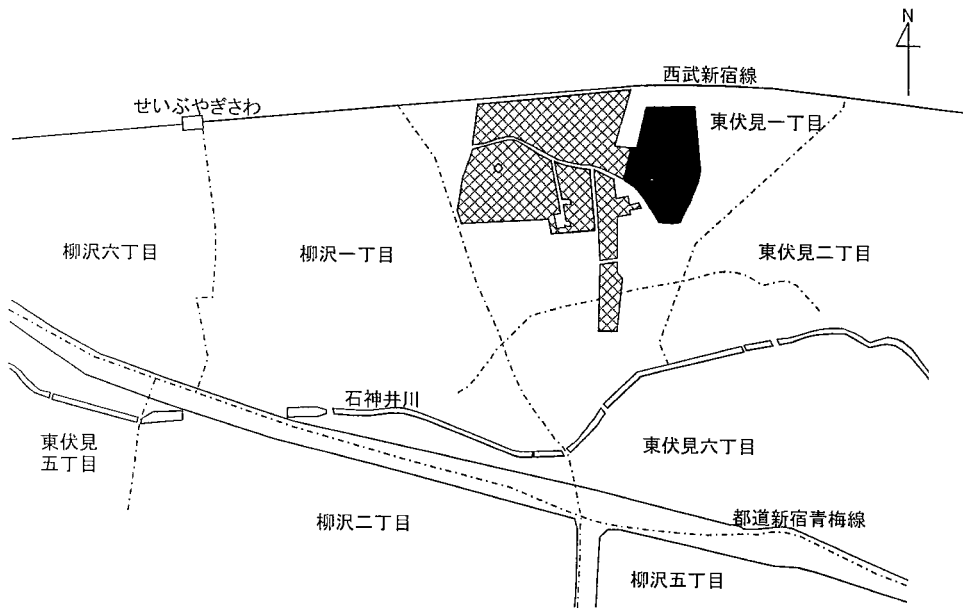 N
西武新宿線
せいぶやぎさわ
東伏見一丁目
柳沢六丁目
柳沢一丁目
東伏見二丁目
石神井川
東伏見
五丁目
東伏見六丁目
柳沢二丁目
都道新宿青梅線
柳沢五丁目